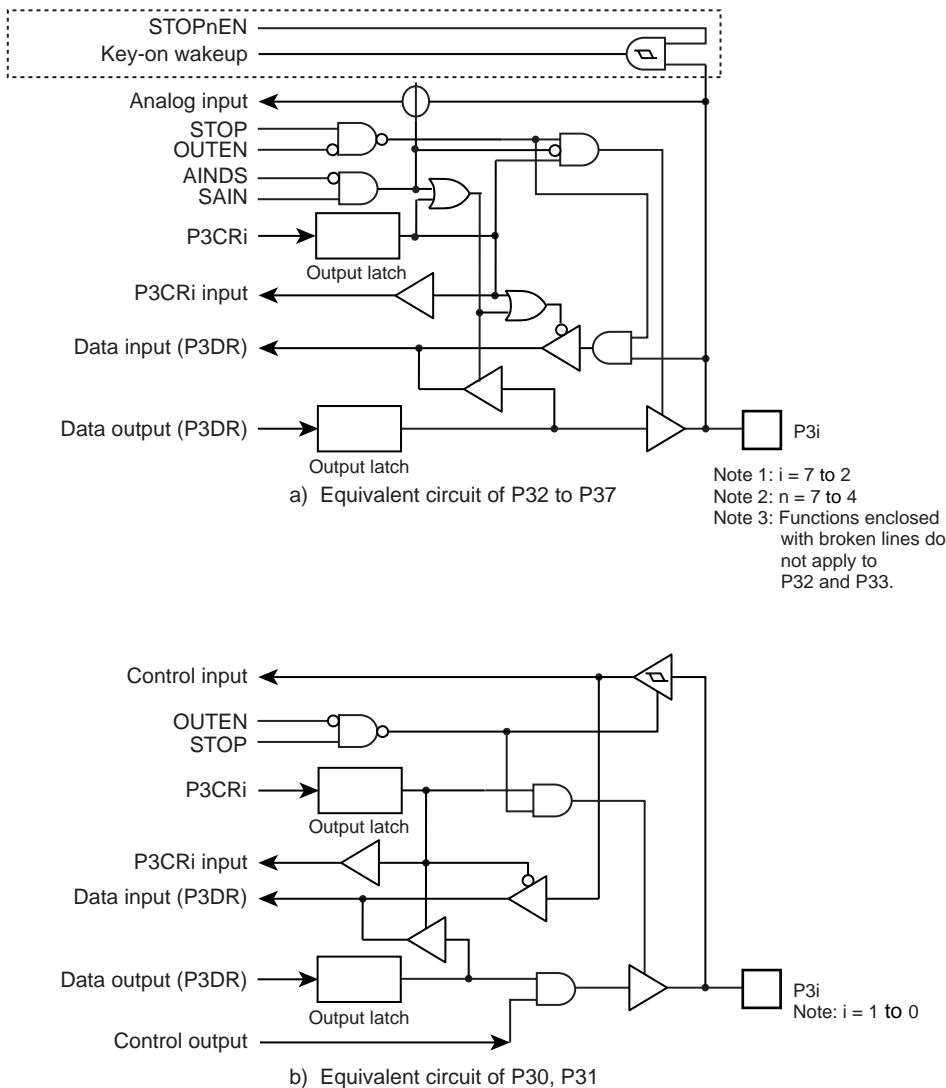 STOPnEN
Key-on wakeup
Analog input
STOP
OUTEN
AINDS
SAIN
P3CRi
Output latch
P3CRi input
Data input (P3DR)
Data output (P3DR)
Output latch
P3i
a) Equivalent circuit of P32 to P37
Note 1: i = 7 to 2
Note 2: n = 7 to 4
Note 3: Functions enclosed
with broken lines do
not apply to
P32 and P33.
Control input
OUTEN
STOP
P3CRi
Output latch
P3CRi input
Data input (P3DR)
Data output (P3DR)
Output latch
P3i
Note: i = 1 to 0
Control output
b) Equivalent circuit of P30, P31